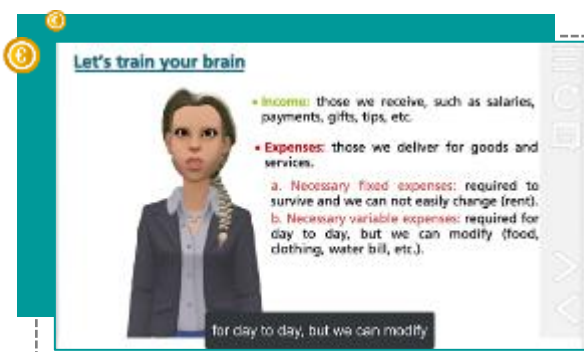 Let's train your brain
• Income: those we receive, such as salaries,
payments, gifts, tips, etc.
• Expenses: those we deliver for goods and
services.
a. Necessary fixed expenses: required to
survive and we can not easily change (rent).
b. Necessary variable expenses: required for
day to day, but we can modify (food,
clothing, water bill, etc.).
for day to day, but we can modify